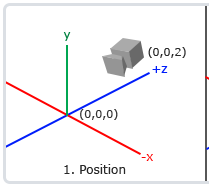 y
(0,0,2)
+z
(0,0,0)
-x
1. Position